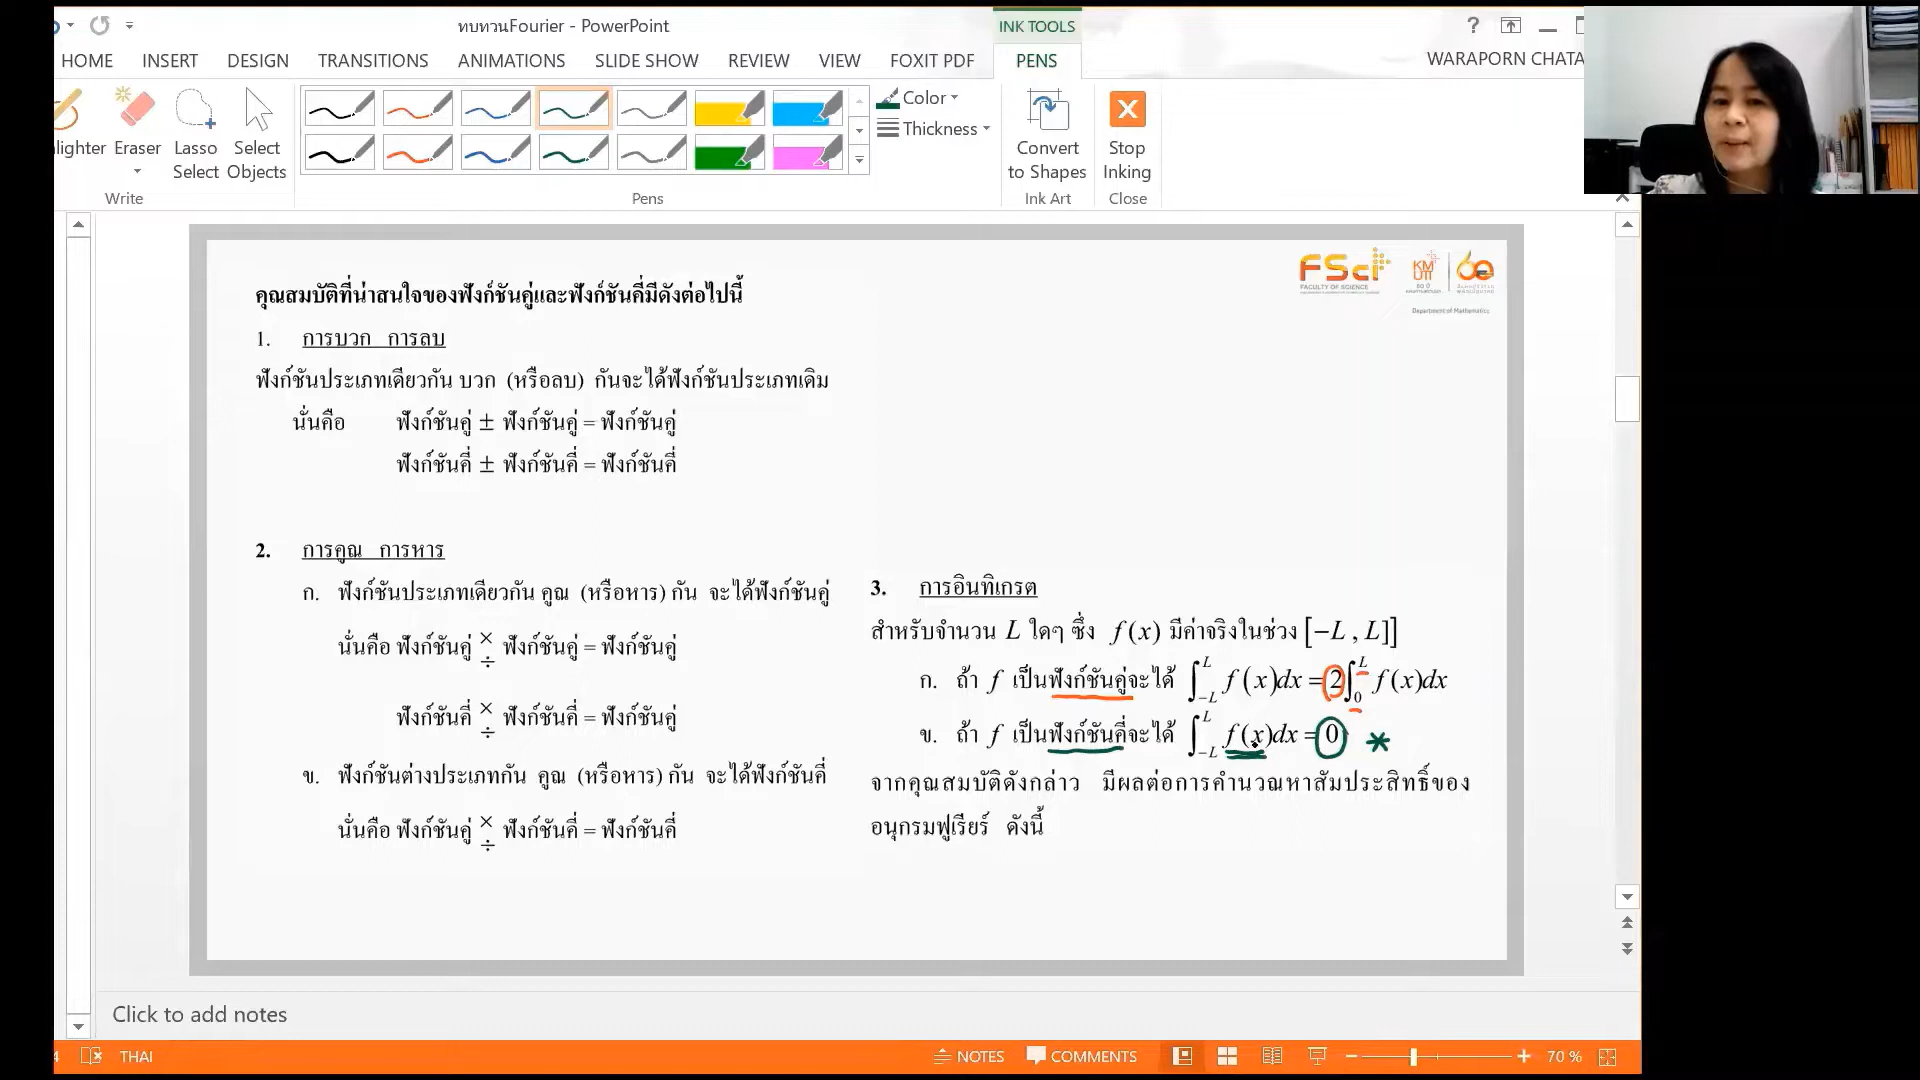 ทบทวนFourier - PowerPoint
INK TOOLS
?
HOME INSERT DESIGN TRANSITIONS ANIMATIONS SLIDE SHOW REVIEW VIEW FOXIT PDF PENS
WARAPORN CHATA
lighter Eraser Lasso Select Select Objects
Color
Thickness
Convert to Shapes
Stop Inking
Write Pens Ink Art Close
FSci
FACULTY OF SCIENCE
Department of Mathematics
คุณสมบัติที่น่าสนใจของฟังก์ชันคู่และฟังก์ชันคี่มีดังต่อไปนี้
1. การบวก การลบ
ฟังก์ชันประเภทเดียวกัน บวก (หรือลบ) กันจะได้ฟังก์ชันประเภทเดิม
นั่นคือ ฟังก์ชันคู่ ± ฟังก์ชันคู่ = ฟังก์ชันคู่
ฟังก์ชันคี่ ± ฟังก์ชันคี่ = ฟังก์ชันคี่
2. การคูณ การหาร
ก. ฟังก์ชันประเภทเดียวกัน คูณ (หรือหาร) กัน จะได้ฟังก์ชันคู่
นั่นคือ ฟังก์ชันคู่ ×÷ ฟังก์ชันคู่ = ฟังก์ชันคู่
ฟังก์ชันคี่ ×÷ ฟังก์ชันคี่ = ฟังก์ชันคู่
ข. ฟังก์ชันต่างประเภทกัน คูณ (หรือหาร) กัน จะได้ฟังก์ชันคี่
นั่นคือ ฟังก์ชันคู่ ×÷ ฟังก์ชันคี่ = ฟังก์ชันคี่
3. การอินทิเกรต
สำหรับจำนวน L ใดๆ ซึ่ง f(x) มีค่าจริงในช่วง [−L , L]]
ก. ถ้า f เป็นฟังก์ชันคู่จะได้ ∫_{−L}^{L} f(x)dx = 2∫_{0}^{L} f(x)dx
ข. ถ้า f เป็นฟังก์ชันคี่จะได้ ∫_{−L}^{L} f(x)dx = 0 *
จากคุณสมบัติดังกล่าว มีผลต่อการคำนวณหาสัมประสิทธิ์ของ
อนุกรมฟูเรียร์ ดังนี้
Click to add notes
4 THAI NOTES COMMENTS 70 %